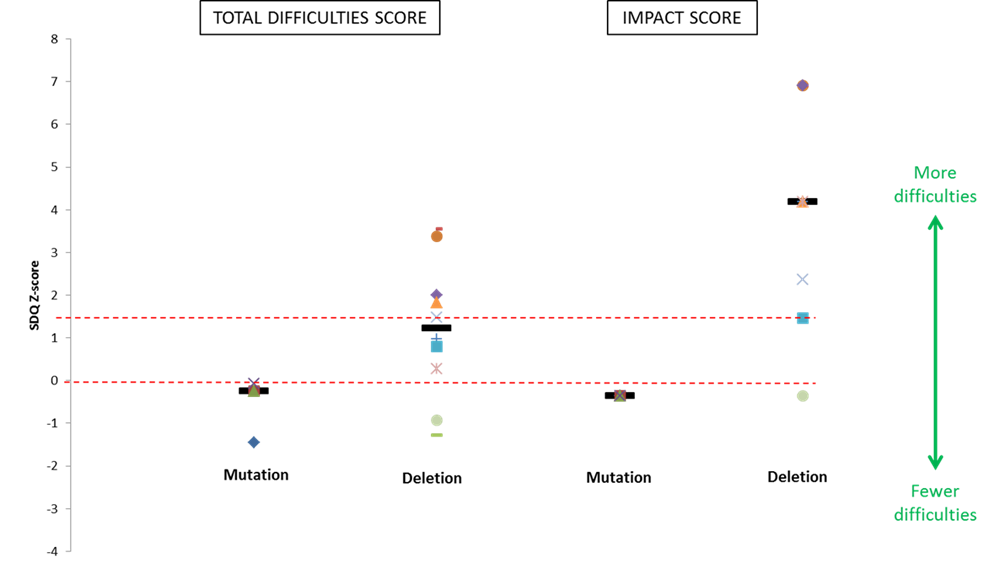 TOTAL DIFFICULTIES SCORE
IMPACT SCORE
8
7
6
5
4
3
2
1
0
-1
-2
-3
-4
SDQ Z-score
Mutation
Deletion
Mutation
Deletion
More
difficulties
Fewer
difficulties